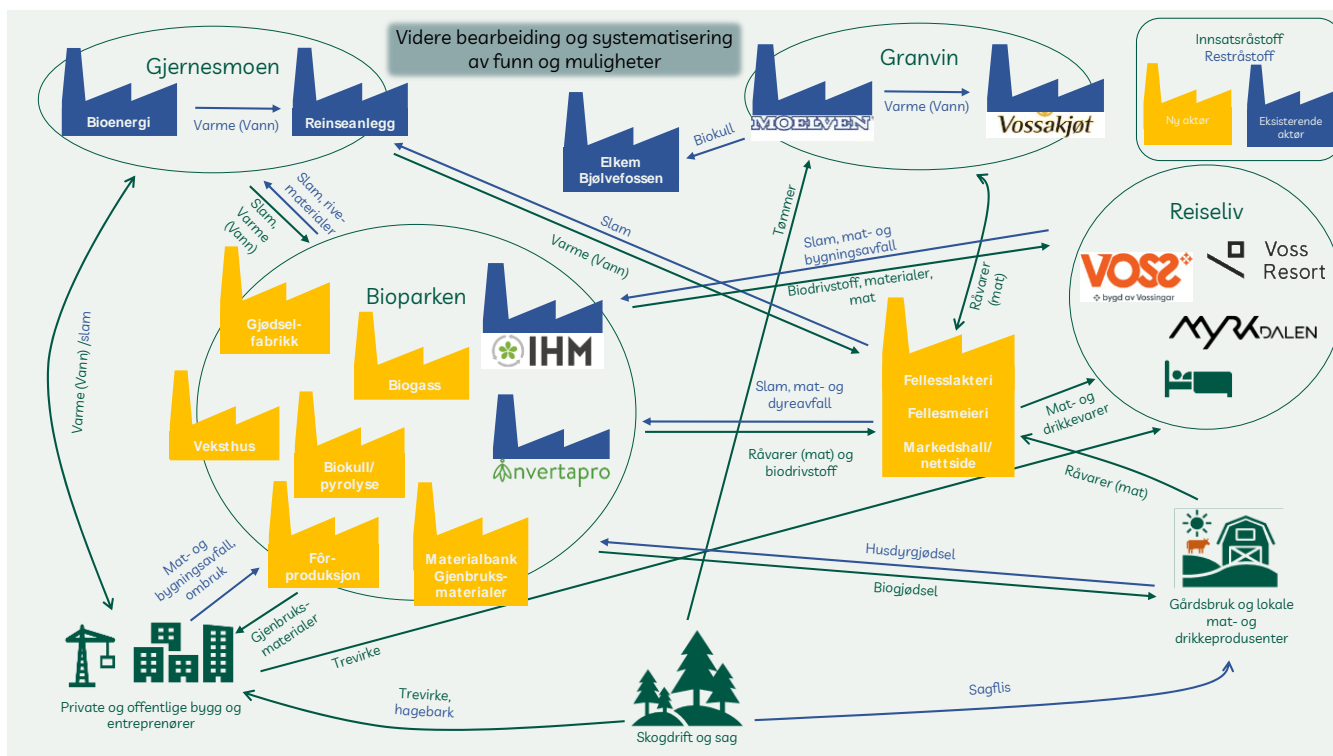 Videre bearbeiding og systematisering
av funn og muligheter
Gjernesmoen
Bioenergi
Varme (Vann)
Reinseanlegg
Granvin
MOELVEN
Varme (Vann)
Vossakjøt
Biokull
Elkem
Bjølvefossen
Innsatsråstoff
Restråstoff
Ny aktør
Eksisterende
aktør
Reiseliv
VOSS
bygd av Vossingar
Voss
Resort
MYRKDALEN
Slam, rive-
materialer
Slam,
Varme
(Vann)
Slam
Varme (Vann)
Tømmer
Slam, mat- og
bygningsavfall
Biodrivstoff, materialer,
mat
Råvarer
(mat)
Bioparken
Gjødsel-
fabrikk
Biogass
IHM
Veksthus
Biokull/
pyrolyse
invertapro
Fôr-
produksjon
Materialbank
Gjenbruks-
materialer
Slam, mat- og
dyreavfall
Råvarer (mat) og
biodrivstoff
Fellesslakteri
Fellesmeieri
Markedshall/
nettside
Mat- og
drikkevarer
Råvarer (mat)
Varme (Vann) /slam
Mat- og
bygningsavfall,
ombruk
Gjenbruks-
materialer
Husdyrgjødsel
Biogjødsel
Gårdsbruk og lokale
mat- og
drikkeprodusenter
Trevirke
Private og offentlige bygg og
entreprenører
Trevirke,
hagebark
Skogdrift og sag
Sagflis